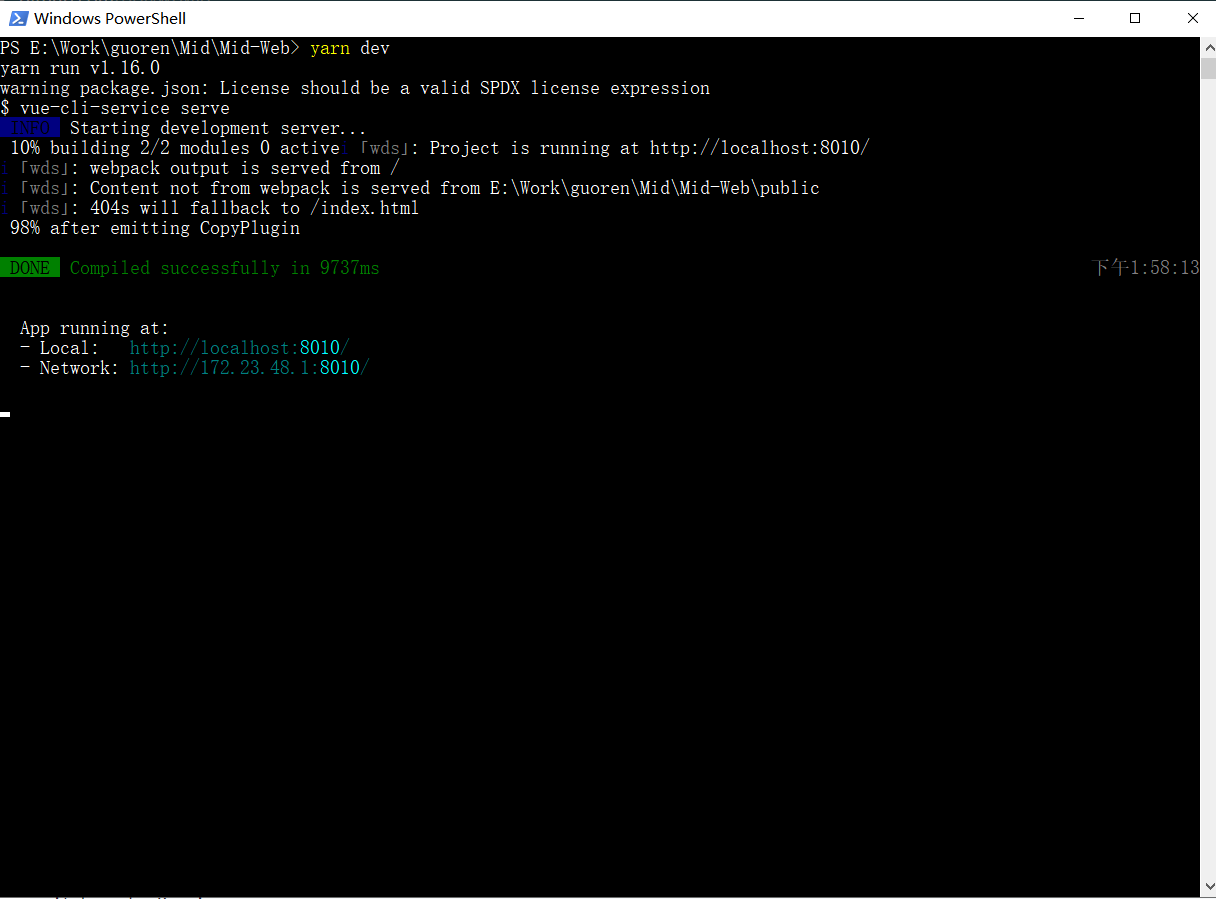 Windows PowerShell
PS E:\Work\guoren\Mid\Mid-Web> yarn dev
yarn run v1.16.0
warning package.json: License should be a valid SPDX license expression
$ vue-cli-service serve
INFO Starting development server...
10% building 2/2 modules 0 activei 「wds」: Project is running at http://localhost:8010/
i 「wds」: webpack output is served from /
i 「wds」: Content not from webpack is served from E:\Work\guoren\Mid\Mid-Web\public
i 「wds」: 404s will fallback to /index.html
98% after emitting CopyPlugin
DONE Compiled successfully in 9737ms 下午1:58:13
App running at:
- Local: http://localhost:8010/
- Network: http://172.23.48.1:8010/